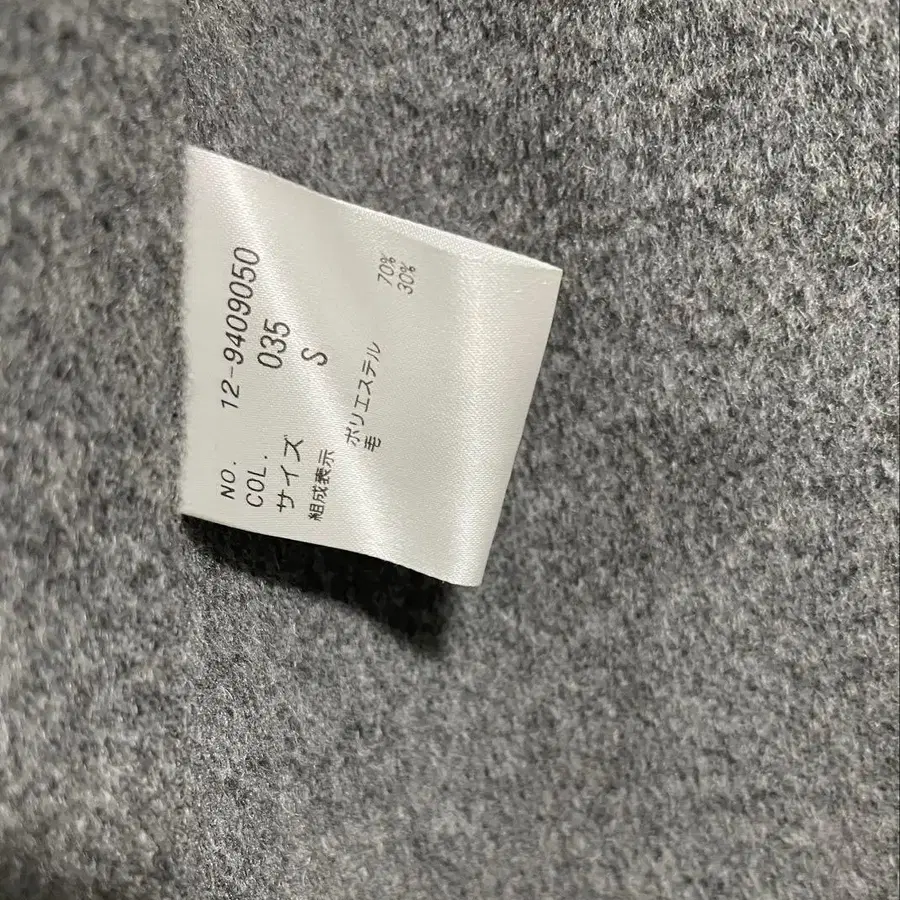 NO. 12-9409050
COL. 035
サイズ S
組成表示
ポリエステル 70%
毛 30%